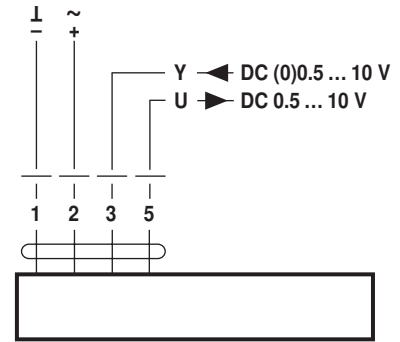 ⊥ ~
– +
Y DC (0)0.5 ... 10 V
U DC 0.5 ... 10 V
1 2 3 5